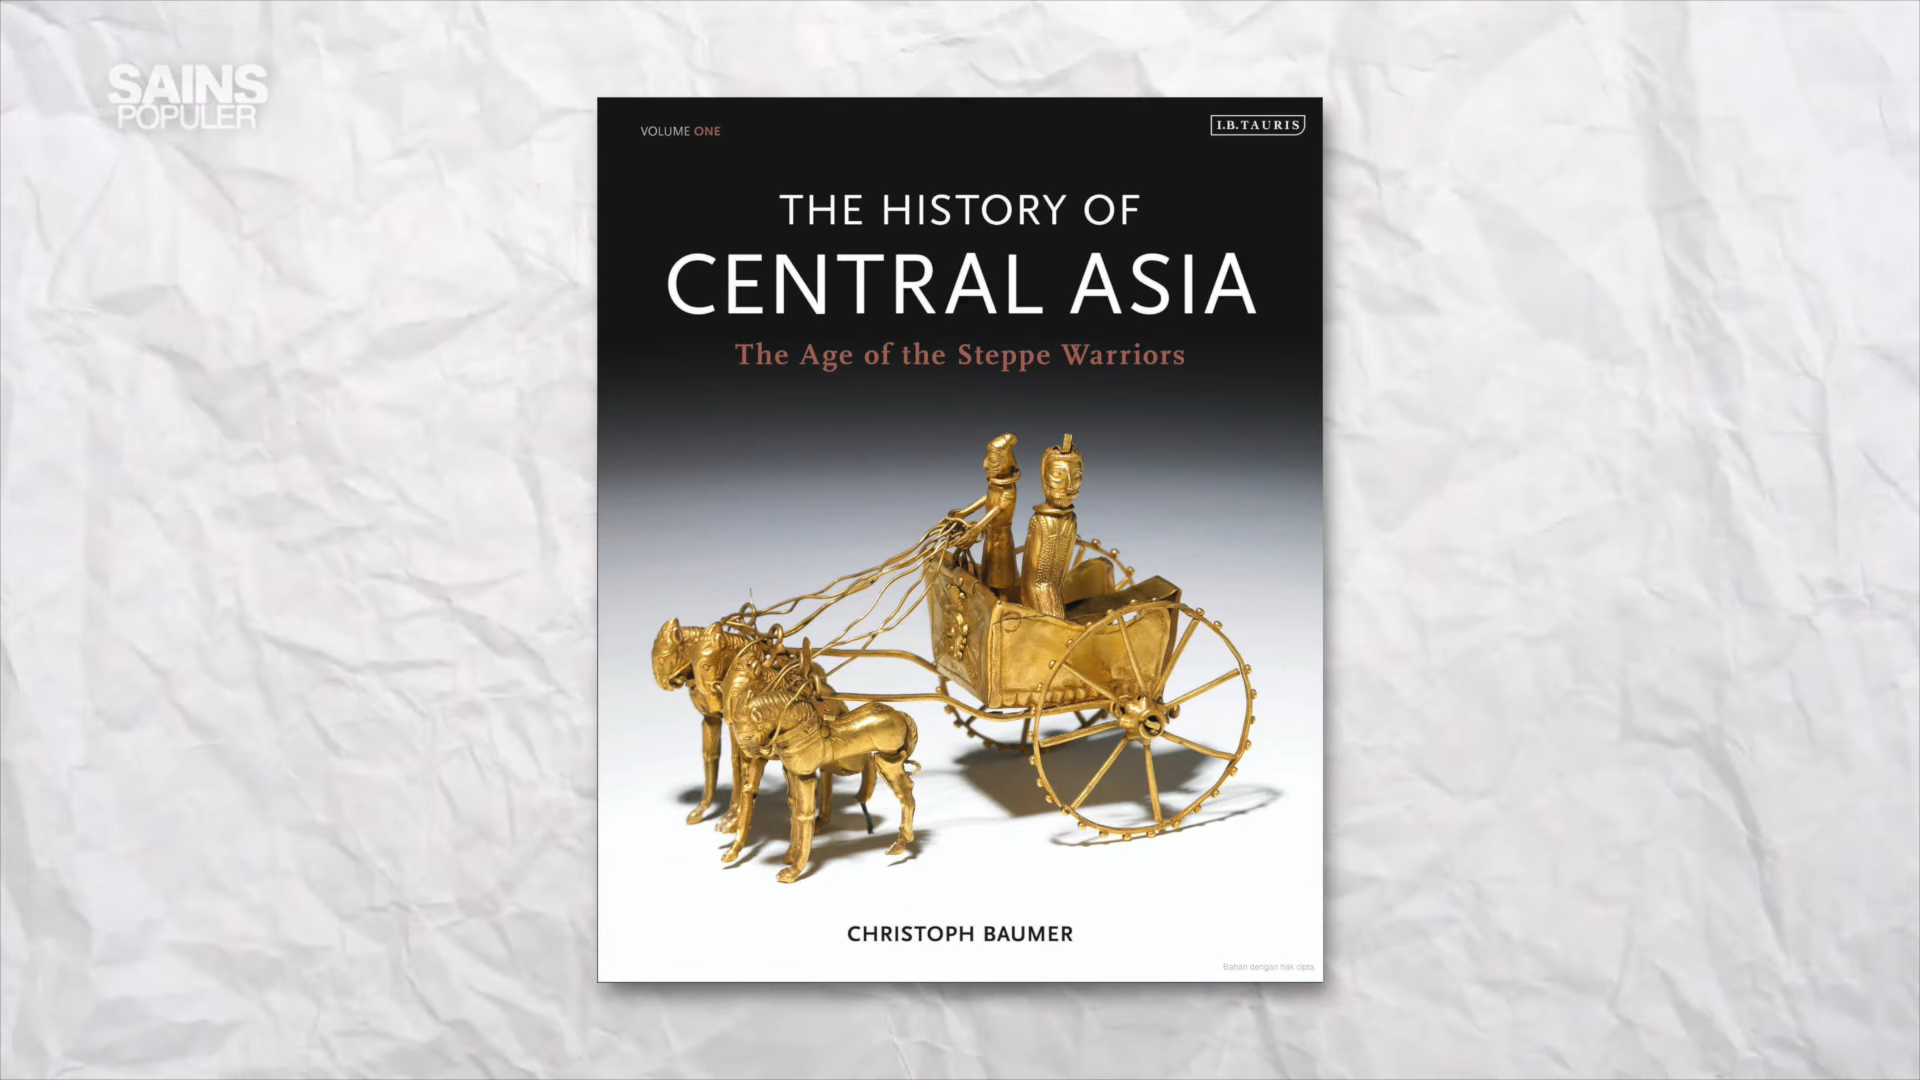 SAINS
POPULER
VOLUME ONE
I.B.TAURIS
THE HISTORY OF
CENTRAL ASIA
The Age of the Steppe Warriors
CHRISTOPH BAUMER
Bahan dengan hak cipta